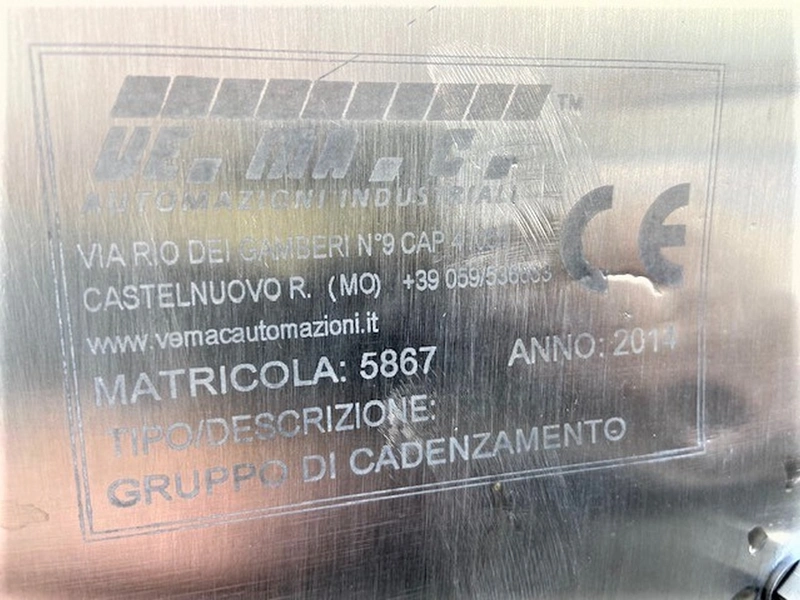 VE. MA. C.™
AUTOMAZIONI INDUSTRIALI
VIA RIO DEI GAMBERI N°9 CAP
CASTELNUOVO R. (MO) +39
www.vemacautomazioni.it
CE
MATRICOLA: 5867 ANNO: 2014
TIPO/DESCRIZIONE:
GRUPPO DI CADENZAMENTO